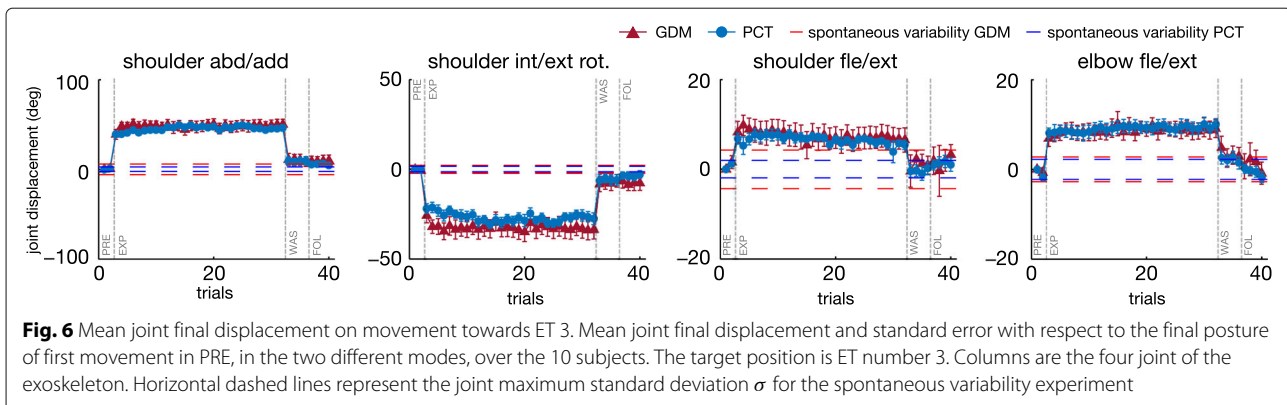 GDM PCT spontaneous variability GDM spontaneous variability PCT
shoulder abd/add
100
0
−100
joint displacement (deg)
PRE
EXP
WAS
FOL
0 20 40
trials
shoulder int/ext rot.
50
0
−50
PRE
EXP
WAS
FOL
0 20 40
trials
shoulder fle/ext
20
0
−20
PRE
EXP
WAS
FOL
0 20 40
trials
elbow fle/ext
20
0
−20
PRE
EXP
WAS
FOL
0 20 40
trials
Fig. 6 Mean joint final displacement on movement towards ET 3. Mean joint final displacement and standard error with respect to the final posture
of first movement in PRE, in the two different modes, over the 10 subjects. The target position is ET number 3. Columns are the four joint of the
exoskeleton. Horizontal dashed lines represent the joint maximum standard deviation σ for the spontaneous variability experiment